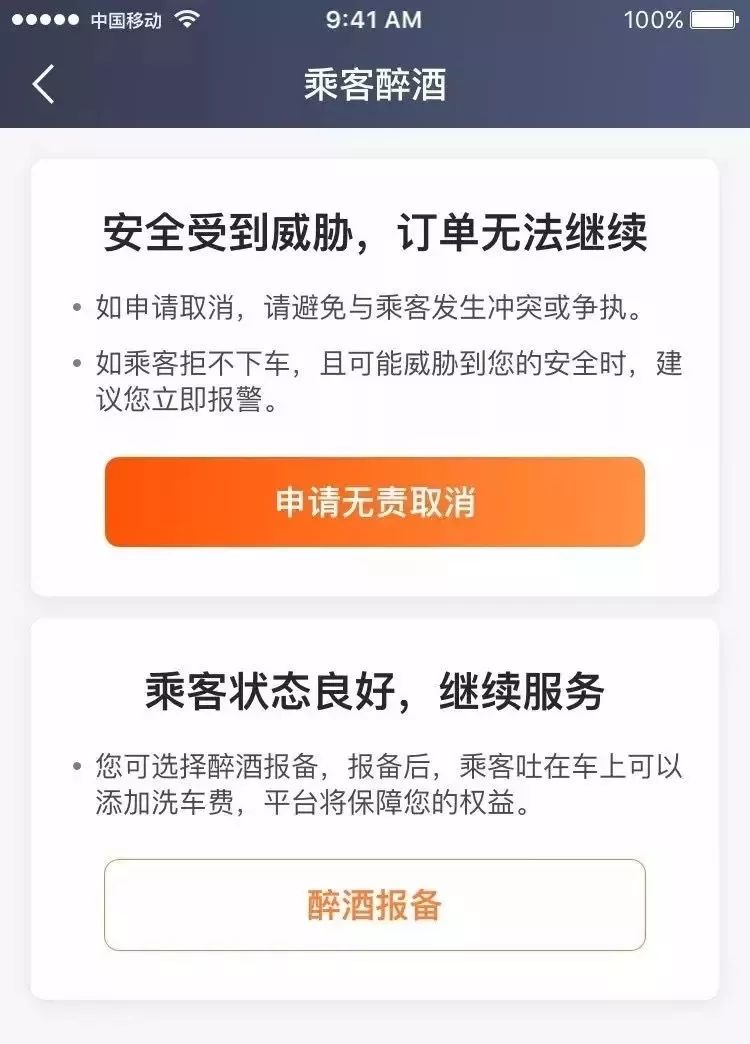 中国移动 9:41 AM 100%
乘客醉酒
安全受到威胁，订单无法继续
• 如申请取消，请避免与乘客发生冲突或争执。
• 如乘客拒不下车，且可能威胁到您的安全时，建
议您立即报警。
申请无责取消
乘客状态良好，继续服务
• 您可选择醉酒报备，报备后，乘客吐在车上可以
添加洗车费，平台将保障您的权益。
醉酒报备